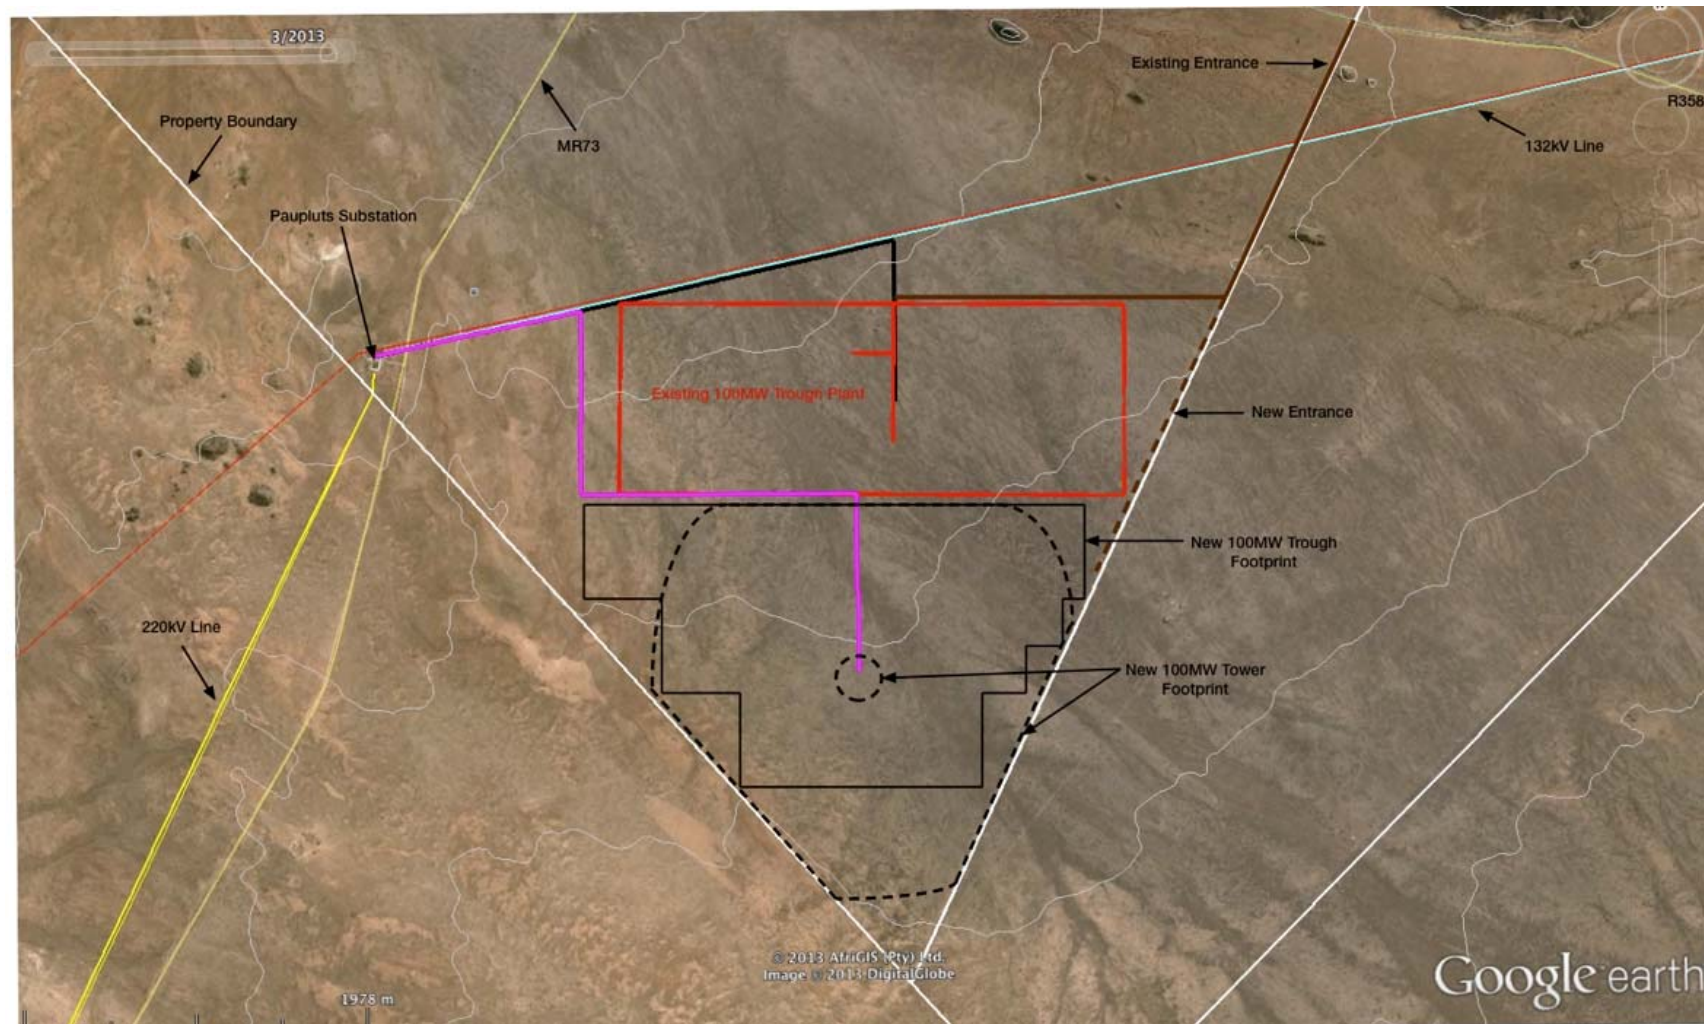 3/2013
Existing Entrance
R358
Property Boundary
MR73
132kV Line
Paupluts Substation
Existing 100MW Trough Plant
New Entrance
New 100MW Trough
Footprint
220kV Line
New 100MW Tower
Footprint
© 2013 AfriGIS (Pty) Ltd.
Image © 2013 DigitalGlobe
Google earth
1978 m